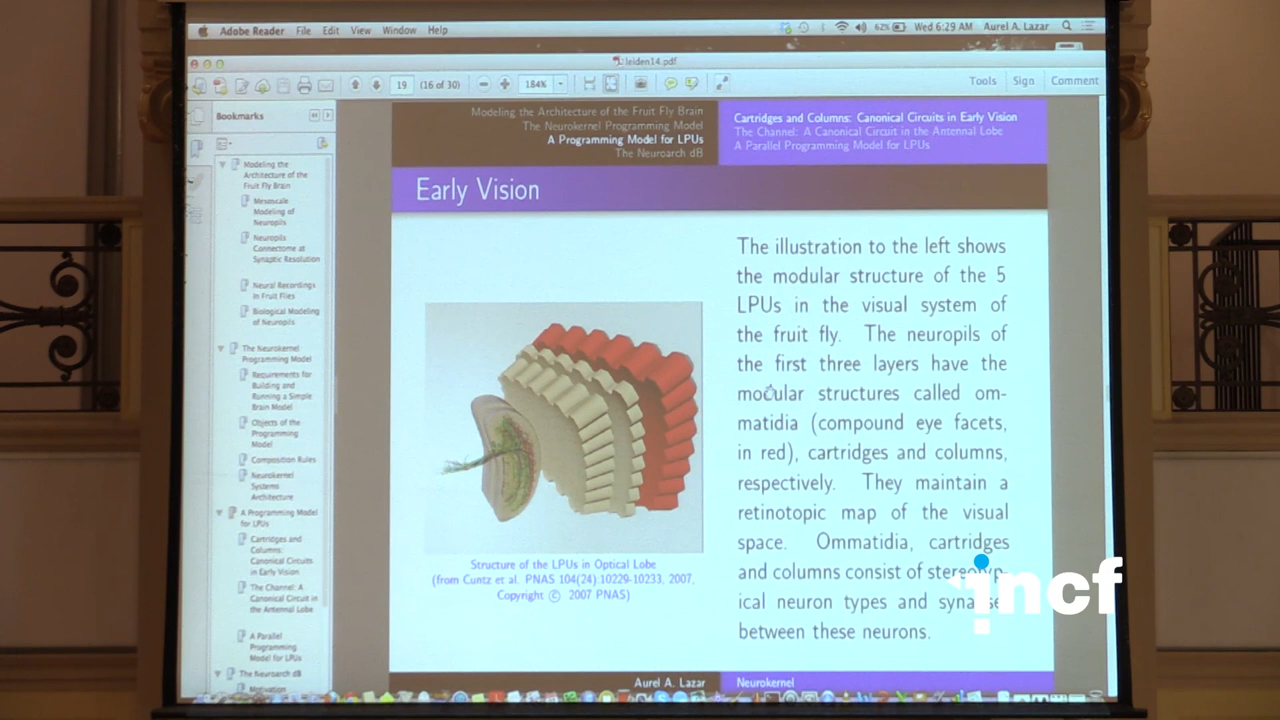 Adobe Reader File Edit View Window Help 62% Wed 6:29 AM Aurel A. Lazar
leiden14.pdf
19 (16 of 30) 184% Tools Sign Comment
Bookmarks
Modeling the
Architecture of the
Fruit Fly Brain
Mesoscale
Modeling of
Neuropils
Neuropils
Connectome at
Synaptic Resolution
Neural Recordings
in Fruit Flies
Biological Modeling
of Neuropils
The Neurokernel
Programming Model
Requirements for
Building and
Running a Simple
Brain Model
Objects of the
Programming
Model
Composition Rules
Neurokernel
Systems
Architecture
A Programming Model
for LPUs
Cartridges and
Columns:
Canonical Circuits
in Early Vision
The Channel: A
Canonical Circuit in
the Antennal Lobe
A Parallel
Programming
Model for LPUs
The Neuroarch dB
Motivation
Modeling the Architecture of the Fruit Fly Brain
The Neurokernel Programming Model
A Programming Model for LPUs
The Neuroarch dB
Cartridges and Columns: Canonical Circuits in Early Vision
The Channel: A Canonical Circuit in the Antennal Lobe
A Parallel Programming Model for LPUs
Early Vision
Structure of the LPUs in Optical Lobe
(from Cuntz et al. PNAS 104(24):10229-10233, 2007,
Copyright © 2007 PNAS)
The illustration to the left shows
the modular structure of the 5
LPUs in the visual system of
the fruit fly. The neuropils of
the first three layers have the
modular structures called om-
matidia (compound eye facets,
in red), cartridges and columns,
respectively. They maintain a
retinotopic map of the visual
space. Ommatidia, cartridges
and columns consist of stereotyp-
ical neuron types and synapses
between these neurons.
Aurel A. Lazar Neurokernel
incf